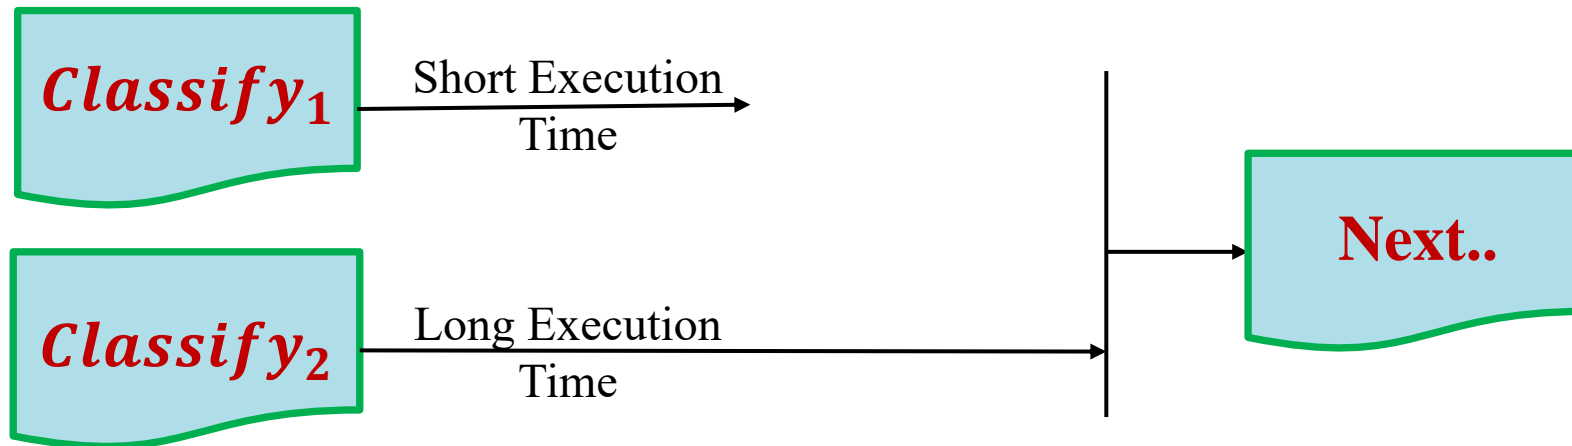 Classify₁
Short Execution
Time
Next..
Classify₂
Long Execution
Time